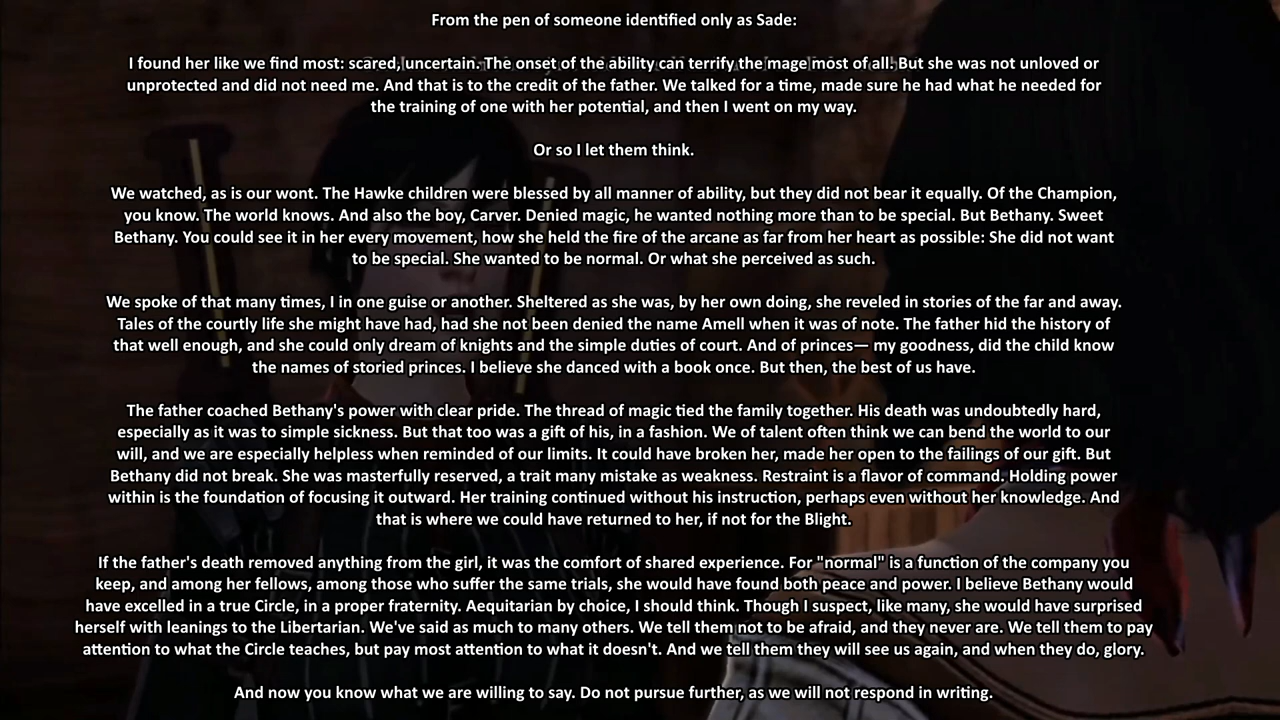 From the pen of someone identified only as Sade:
I found her like we find most: scared, uncertain. The onset of the ability can terrify the mage most of all. But she was not unloved or
unprotected and did not need me. And that is to the credit of the father. We talked for a time, made sure he had what he needed for
the training of one with her potential, and then I went on my way.
Or so I let them think.
We watched, as is our wont. The Hawke children were blessed by all manner of ability, but they did not bear it equally. Of the Champion,
you know. The world knows. And also the boy, Carver. Denied magic, he wanted nothing more than to be special. But Bethany. Sweet
Bethany. You could see it in her every movement, how she held the fire of the arcane as far from her heart as possible: She did not want
to be special. She wanted to be normal. Or what she perceived as such.
We spoke of that many times, I in one guise or another. Sheltered as she was, by her own doing, she reveled in stories of the far and away.
Tales of the courtly life she might have had, had she not been denied the name Amell when it was of note. The father hid the history of
that well enough, and she could only dream of knights and the simple duties of court. And of princes— my goodness, did the child know
the names of storied princes. I believe she danced with a book once. But then, the best of us have.
The father coached Bethany's power with clear pride. The thread of magic tied the family together. His death was undoubtedly hard,
especially as it was to simple sickness. But that too was a gift of his, in a fashion. We of talent often think we can bend the world to our
will, and we are especially helpless when reminded of our limits. It could have broken her, made her open to the failings of our gift. But
Bethany did not break. She was masterfully reserved, a trait many mistake as weakness. Restraint is a flavor of command. Holding power
within is the foundation of focusing it outward. Her training continued without his instruction, perhaps even without her knowledge. And
that is where we could have returned to her, if not for the Blight.
If the father's death removed anything from the girl, it was the comfort of shared experience. For "normal" is a function of the company you
keep, and among her fellows, among those who suffer the same trials, she would have found both peace and power. I believe Bethany would
have excelled in a true Circle, in a proper fraternity. Aequitarian by choice, I should think. Though I suspect, like many, she would have surprised
herself with leanings to the Libertarian. We've said as much to many others. We tell them not to be afraid, and they never are. We tell them to pay
attention to what the Circle teaches, but pay most attention to what it doesn't. And we tell them they will see us again, and when they do, glory.
And now you know what we are willing to say. Do not pursue further, as we will not respond in writing.